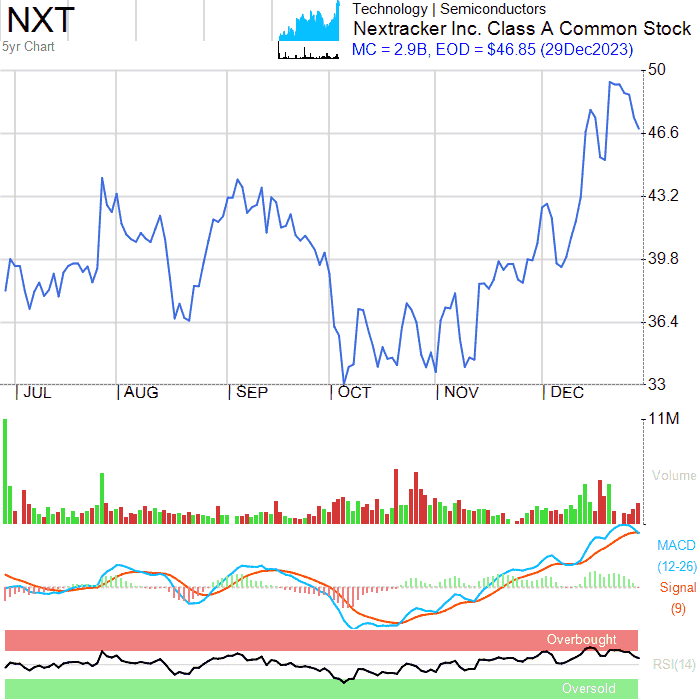 NXT
5yr Chart
Technology | Semiconductors
Nextracker Inc. Class A Common Stock
MC = 2.9B, EOD = $46.85 (29Dec2023)
50
46.6
43.2
39.8
36.4
33
| JUL | AUG | SEP | OCT | NOV | DEC
11M
Volume
MACD
(12-26)
Signal
(9)
Overbought
RSI(14)
Oversold